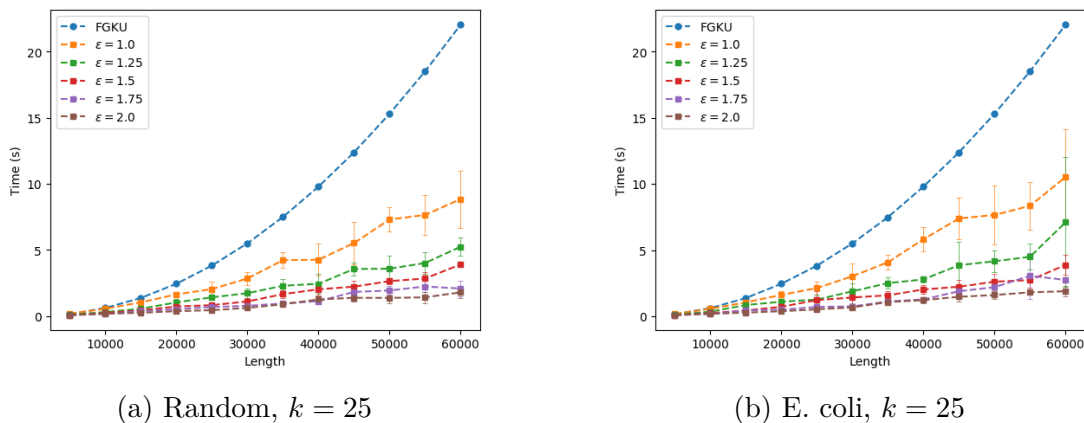 FGKU
ε = 1.0
ε = 1.25
ε = 1.5
ε = 1.75
ε = 2.0
Time (s)
20
15
10
5
0
10000 20000 30000 40000 50000 60000
Length
(a) Random, k = 25
FGKU
ε = 1.0
ε = 1.25
ε = 1.5
ε = 1.75
ε = 2.0
Time (s)
20
15
10
5
0
10000 20000 30000 40000 50000 60000
Length
(b) E. coli, k = 25